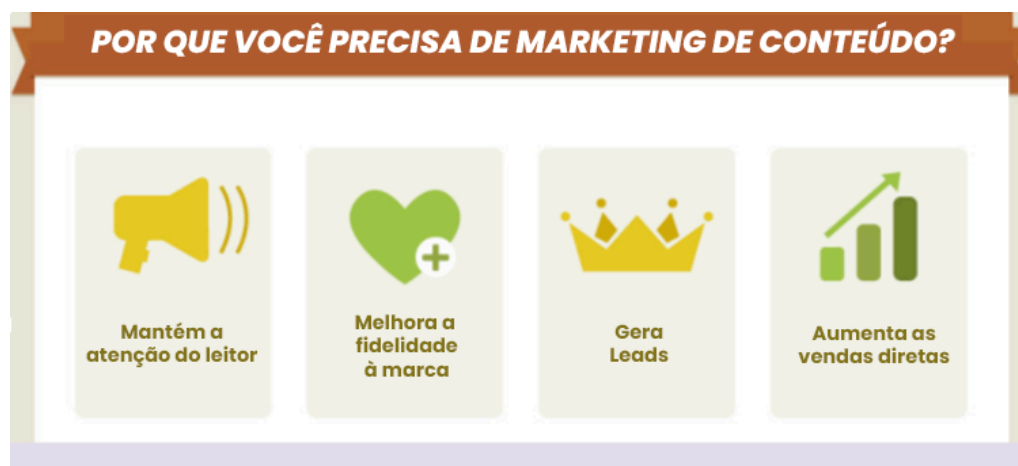 POR QUE VOCÊ PRECISA DE MARKETING DE CONTEÚDO?
Mantém a
atenção do leitor
Melhora a
fidelidade
à marca
Gera
Leads
Aumenta as
vendas diretas